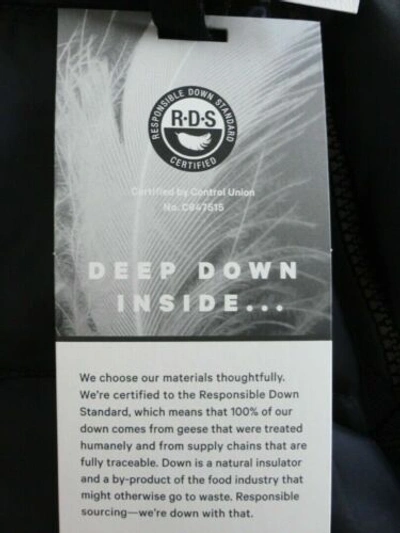 RESPONSIBLE DOWN STANDARD
R·D·S
CERTIFIED
Certified by Control Union
No. C847515
DEEP DOWN
INSIDE...
We choose our materials thoughtfully.
We're certified to the Responsible Down
Standard, which means that 100% of our
down comes from geese that were treated
humanely and from supply chains that are
fully traceable. Down is a natural insulator
and a by-product of the food industry that
might otherwise go to waste. Responsible
sourcing—we're down with that.